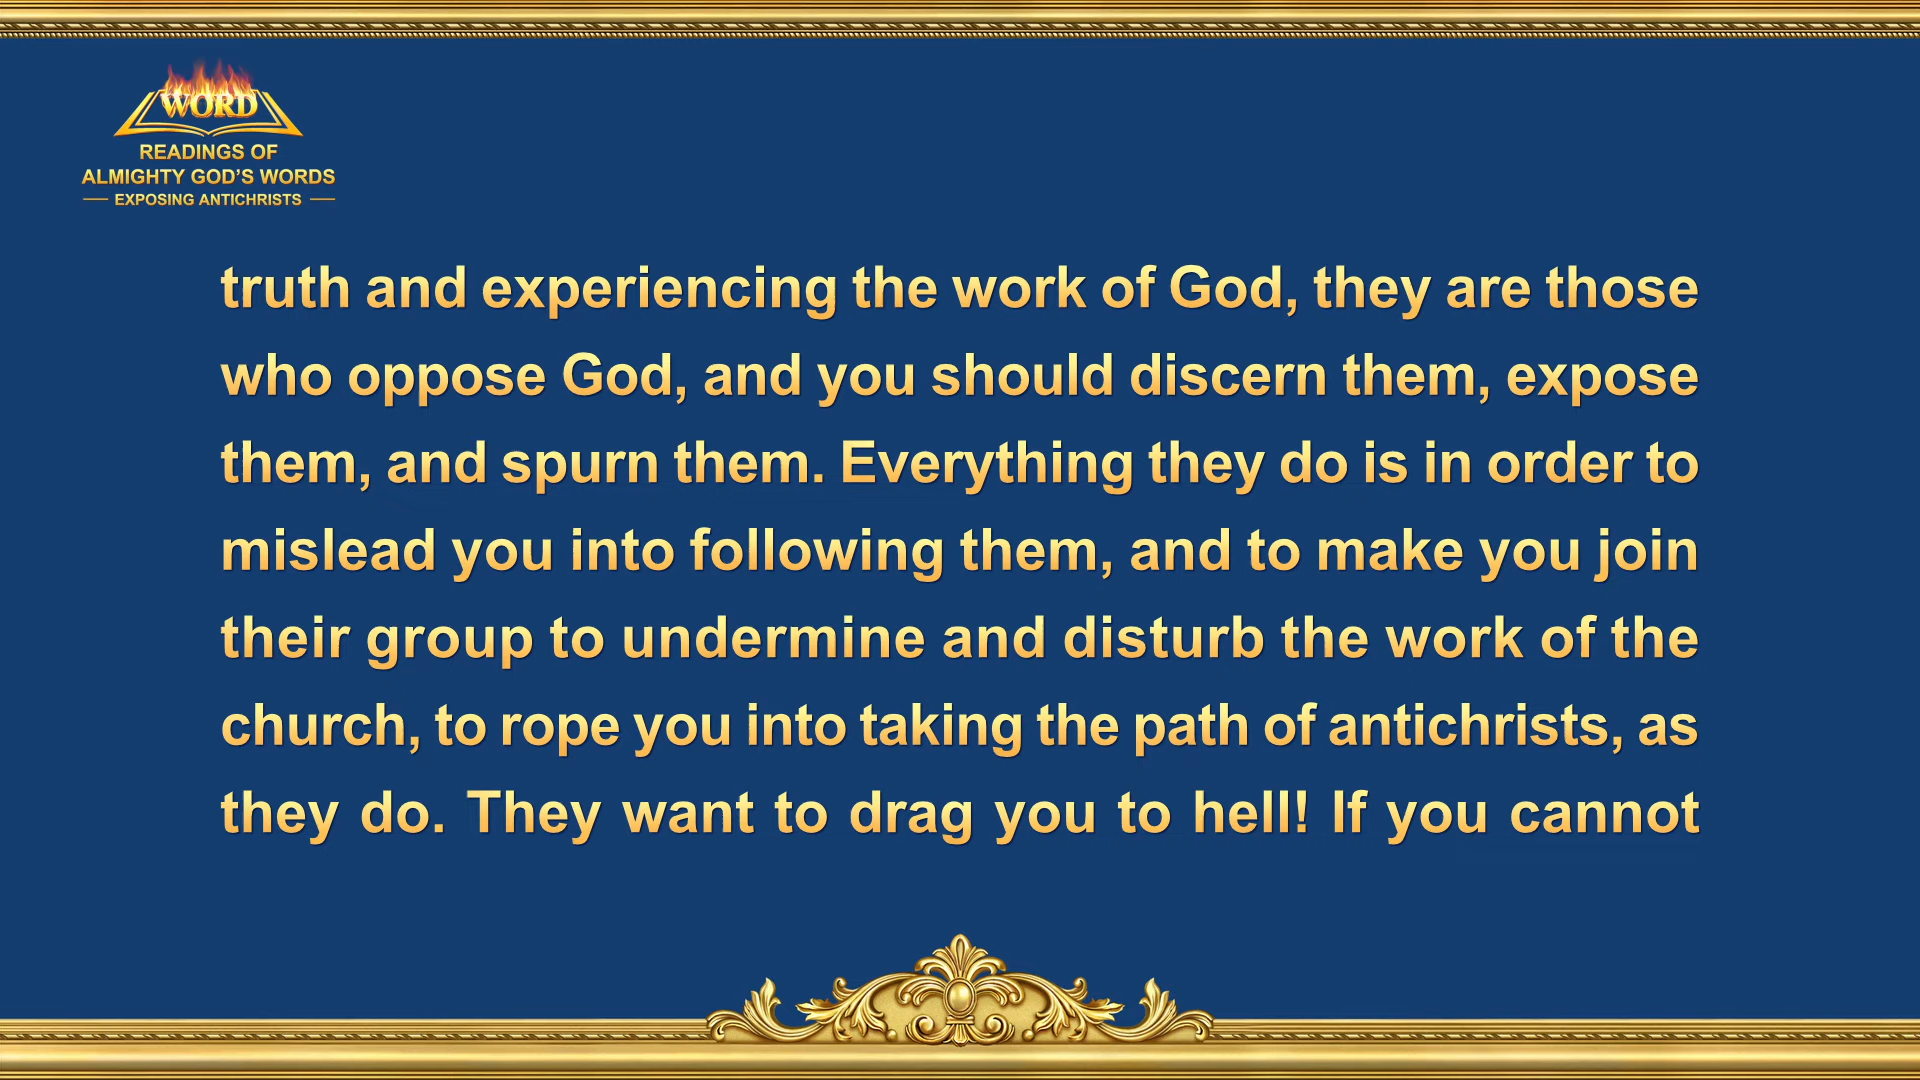 WORD
READINGS OF
ALMIGHTY GOD'S WORDS
EXPOSING ANTICHRISTS
truth and experiencing the work of God, they are those
who oppose God, and you should discern them, expose
them, and spurn them. Everything they do is in order to
mislead you into following them, and to make you join
their group to undermine and disturb the work of the
church, to rope you into taking the path of antichrists, as
they do. They want to drag you to hell! If you cannot